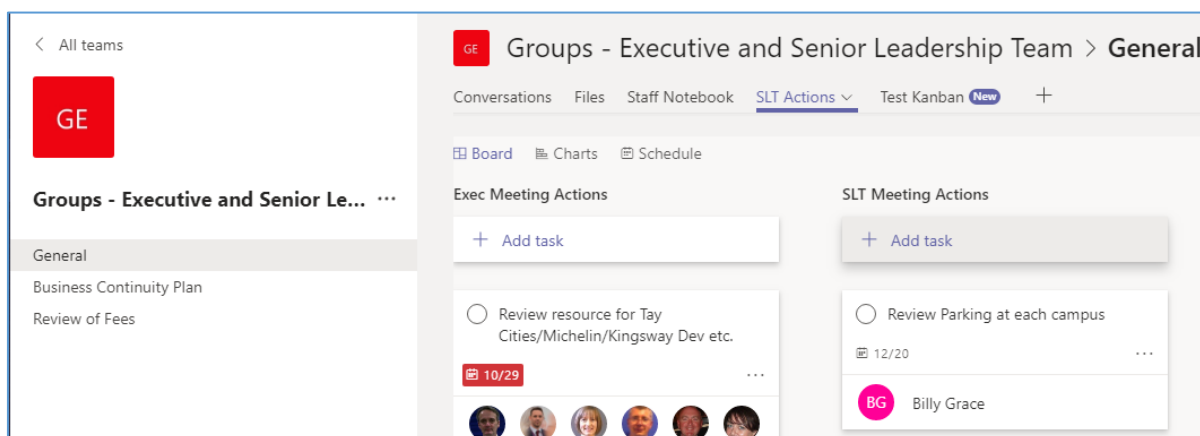 All teams
GE
Groups - Executive and Senior Le... ...
General
Business Continuity Plan
Review of Fees
GE Groups - Executive and Senior Leadership Team > General
Conversations Files Staff Notebook SLT Actions Test Kanban New +
Board Charts Schedule
Exec Meeting Actions
+ Add task
Review resource for Tay
Cities/Michelin/Kingsway Dev etc.
10/29 ...
SLT Meeting Actions
+ Add task
Review Parking at each campus
12/20 ...
BG Billy Grace